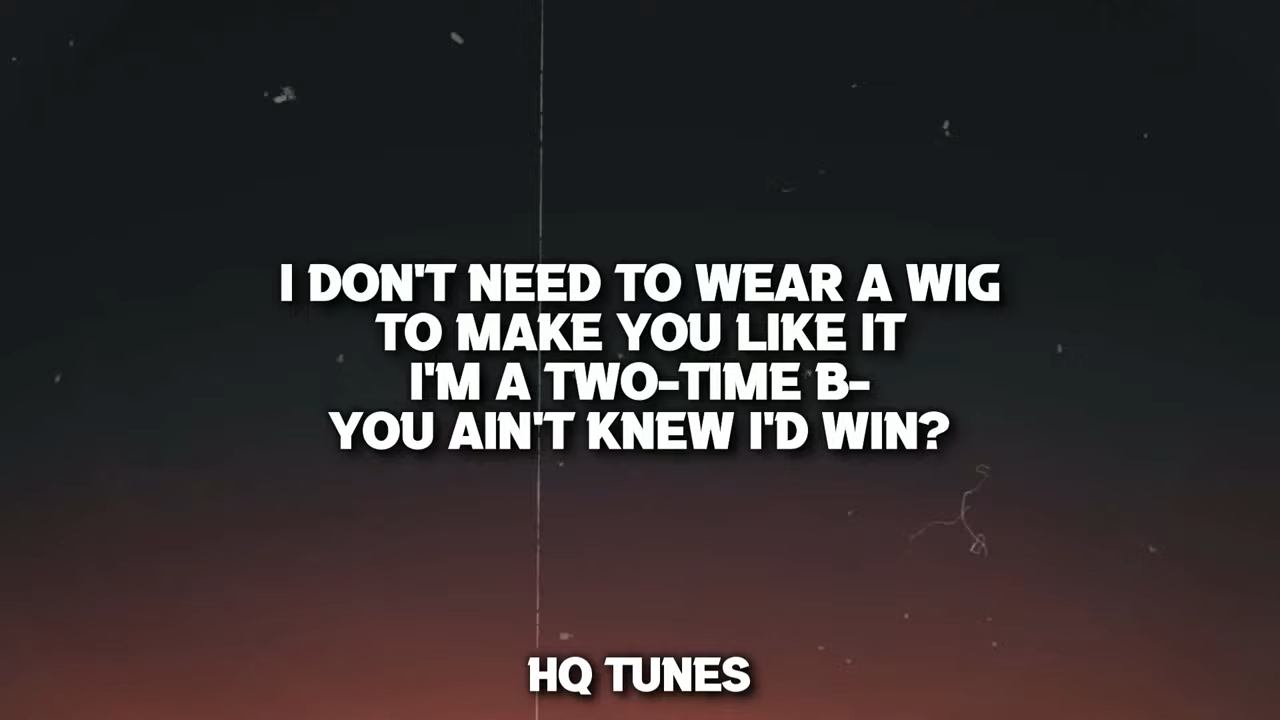 I DON'T NEED TO WEAR A WIG
TO MAKE YOU LIKE IT
I'M A TWO-TIME B-
YOU AIN'T KNEW I'D WIN?
HQ TUNES